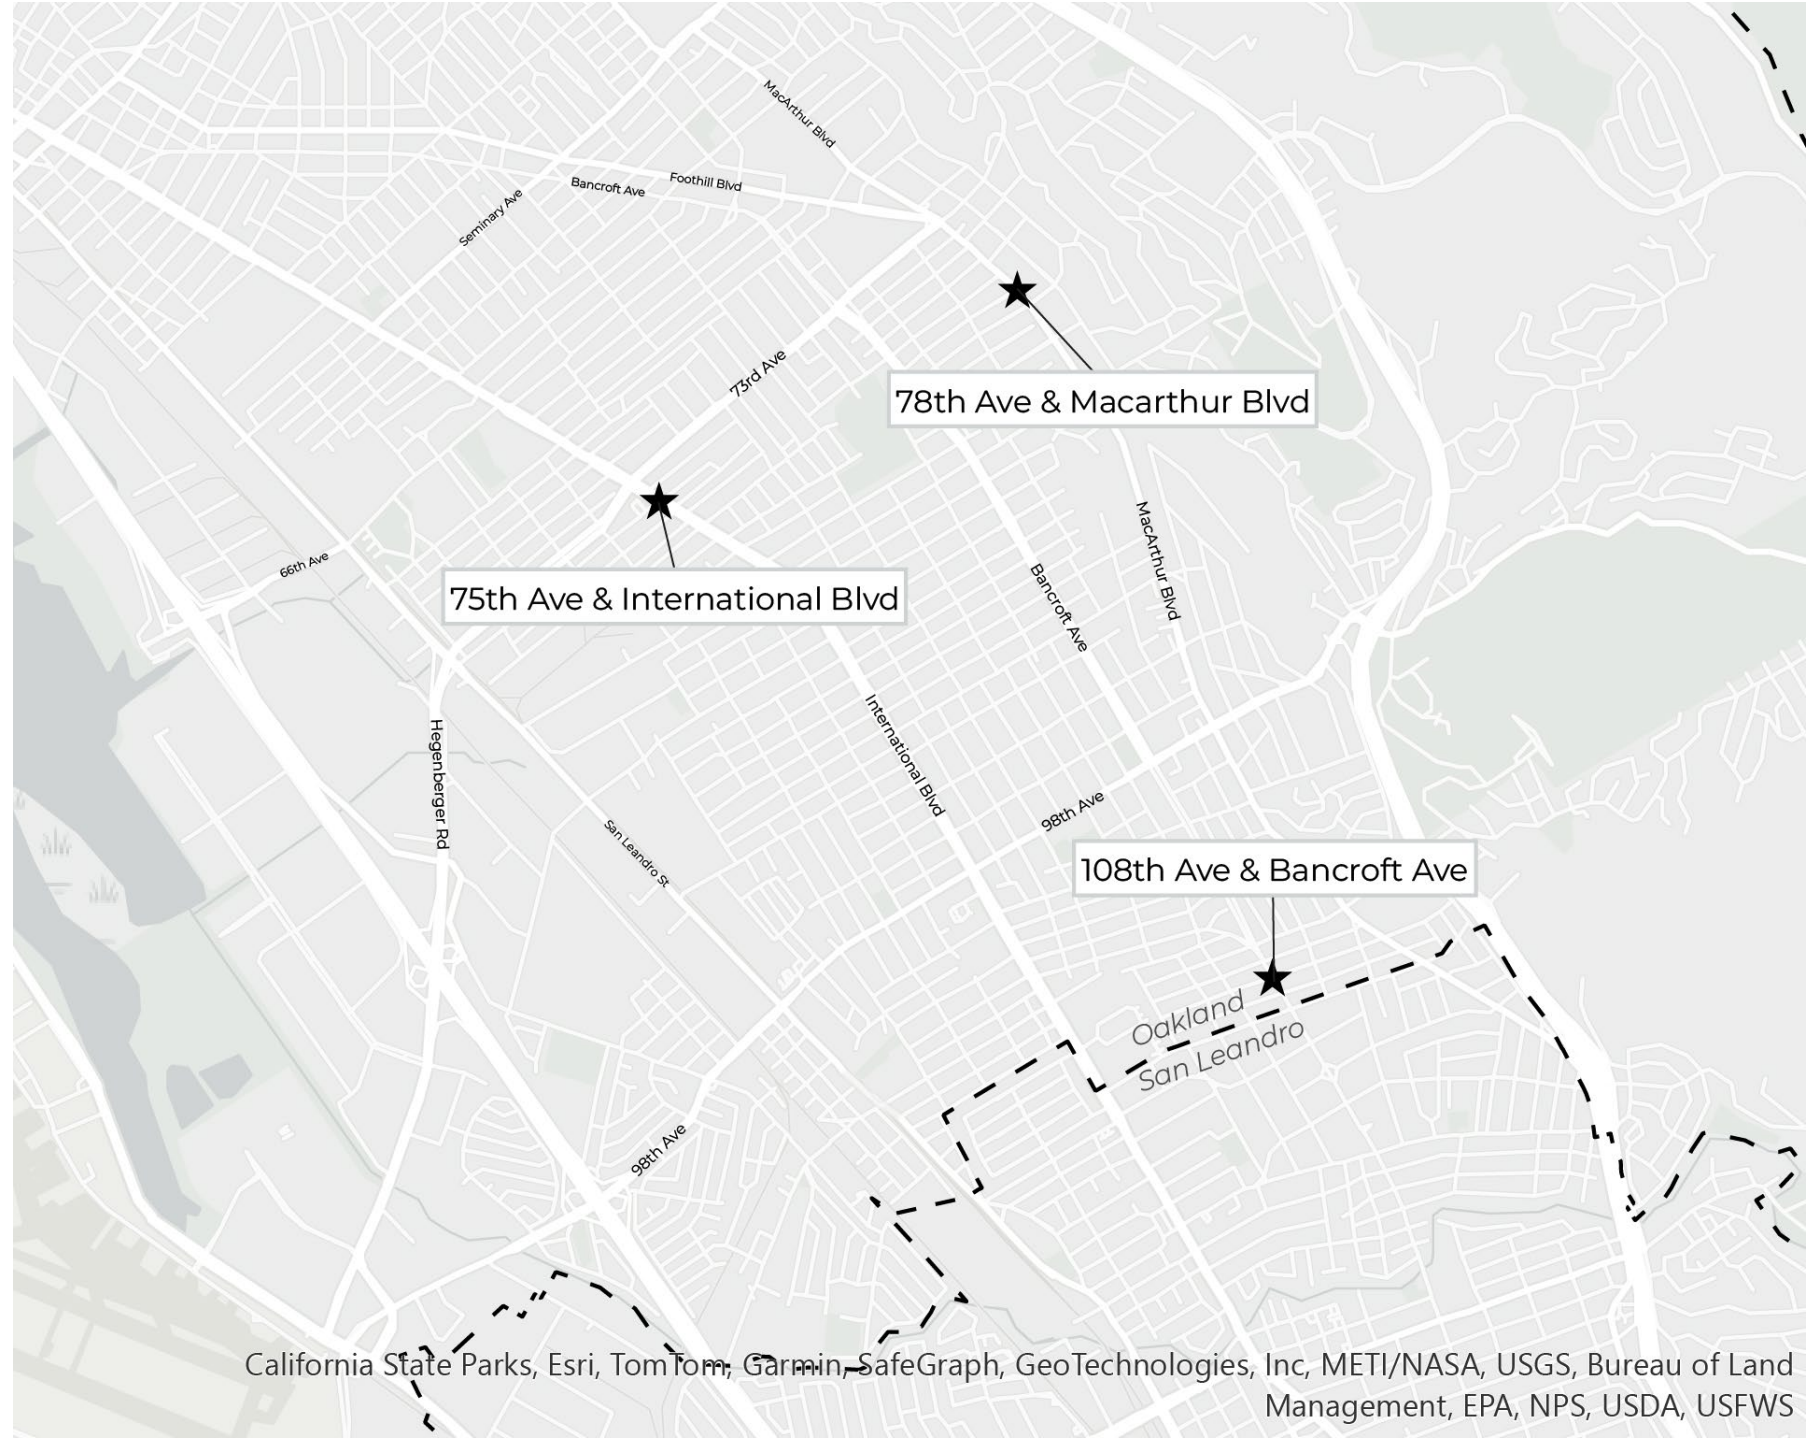 MacArthur Blvd
Foothill Blvd
Bancroft Ave
Seminary Ave
73rd Ave
78th Ave & Macarthur Blvd
MacArthur Blvd
66th Ave
75th Ave & International Blvd
Bancroft Ave
International Blvd
Hegenberger Rd
98th Ave
San Leandro St
108th Ave & Bancroft Ave
Oakland
San Leandro
98th Ave
California State Parks, Esri, TomTom, Garmin, SafeGraph, GeoTechnologies, Inc, METI/NASA, USGS, Bureau of Land
Management, EPA, NPS, USDA, USFWS